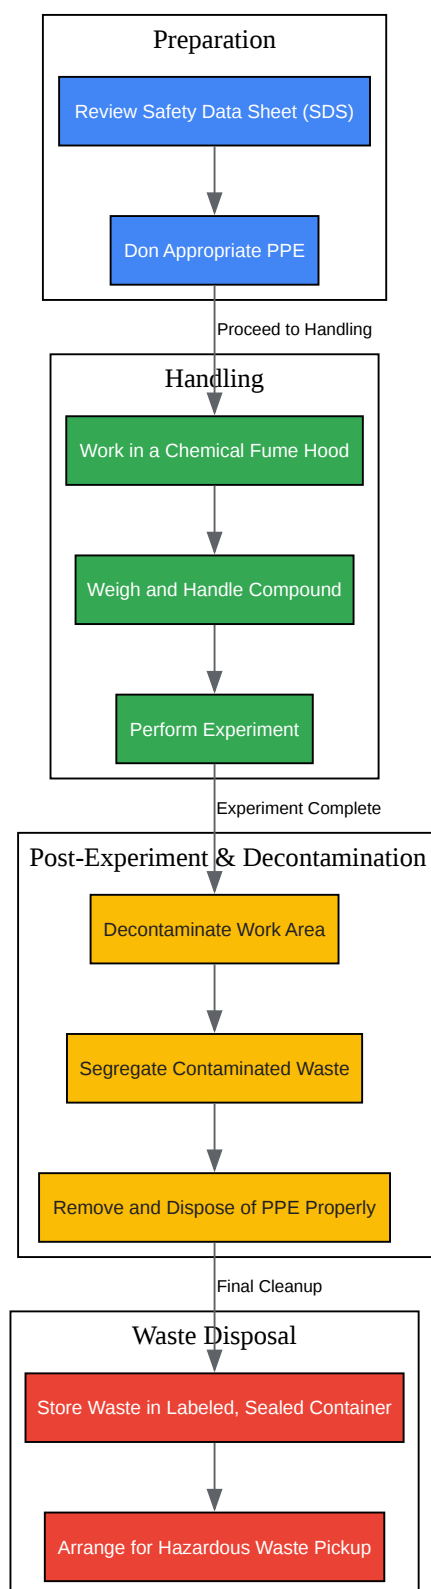 Preparation
Review Safety Data Sheet (SDS)
Don Appropriate PPE
Proceed to Handling
Handling
Work in a Chemical Fume Hood
Weigh and Handle Compound
Perform Experiment
Experiment Complete
Post-Experiment & Decontamination
Decontaminate Work Area
Segregate Contaminated Waste
Remove and Dispose of PPE Properly
Final Cleanup
Waste Disposal
Store Waste in Labeled, Sealed Container
Arrange for Hazardous Waste Pickup